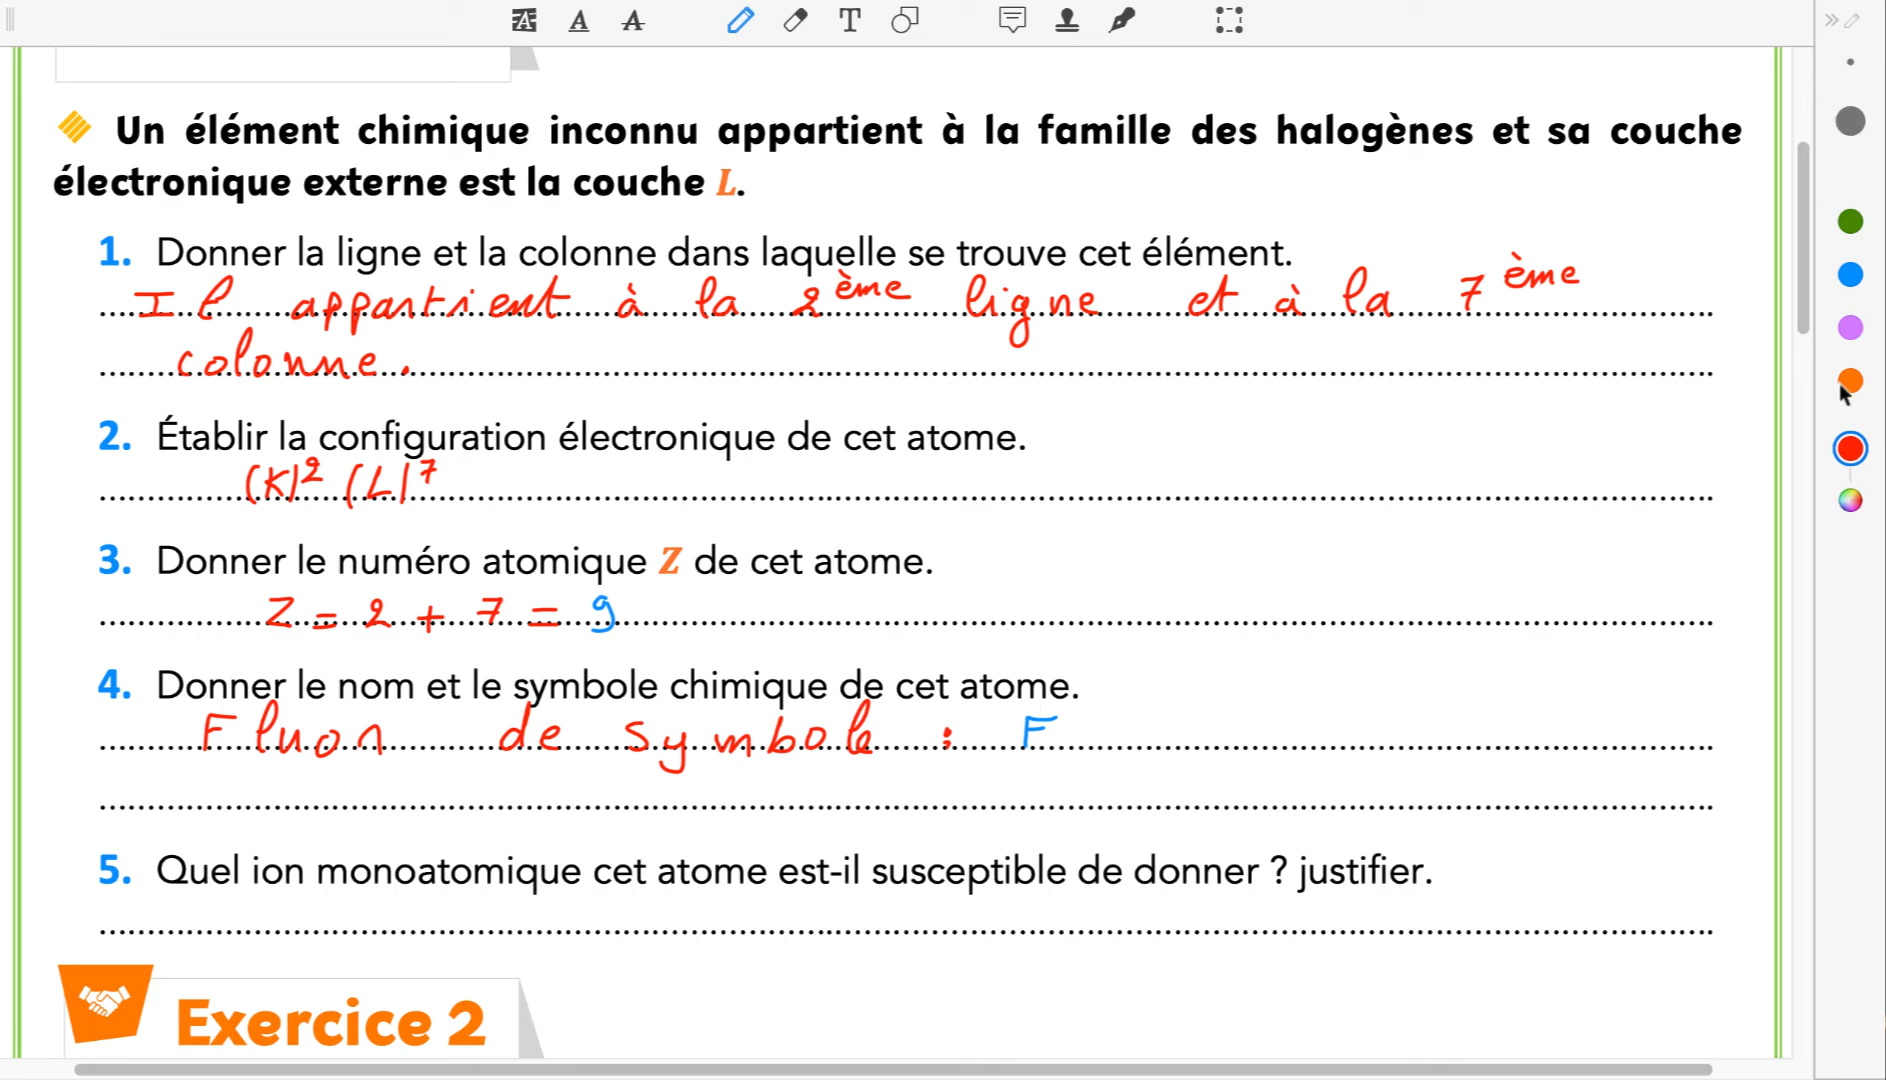 Un élément chimique inconnu appartient à la famille des halogènes et sa couche
électronique externe est la couche L.
1. Donner la ligne et la colonne dans laquelle se trouve cet élément.
Il appartient à la 2ème ligne et à la 7ème
colonne.
2. Établir la configuration électronique de cet atome.
(K)² (L)⁷
3. Donner le numéro atomique Z de cet atome.
Z = 2 + 7 = 9
4. Donner le nom et le symbole chimique de cet atome.
Fluor de symbole : F
5. Quel ion monoatomique cet atome est-il susceptible de donner ? justifier.
Exercice 2